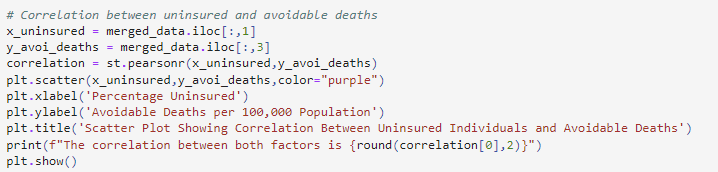 # Correlation between uninsured and avoidable deaths
x_uninsured = merged_data.iloc[:,1]
y_avoi_deaths = merged_data.iloc[:,3]
correlation = st.pearsonr(x_uninsured,y_avoi_deaths)
plt.scatter(x_uninsured,y_avoi_deaths,color="purple")
plt.xlabel('Percentage Uninsured')
plt.ylabel('Avoidable Deaths per 100,000 Population')
plt.title('Scatter Plot Showing Correlation Between Uninsured Individuals and Avoidable Deaths')
print(f"The correlation between both factors is {round(correlation[0],2)}")
plt.show()